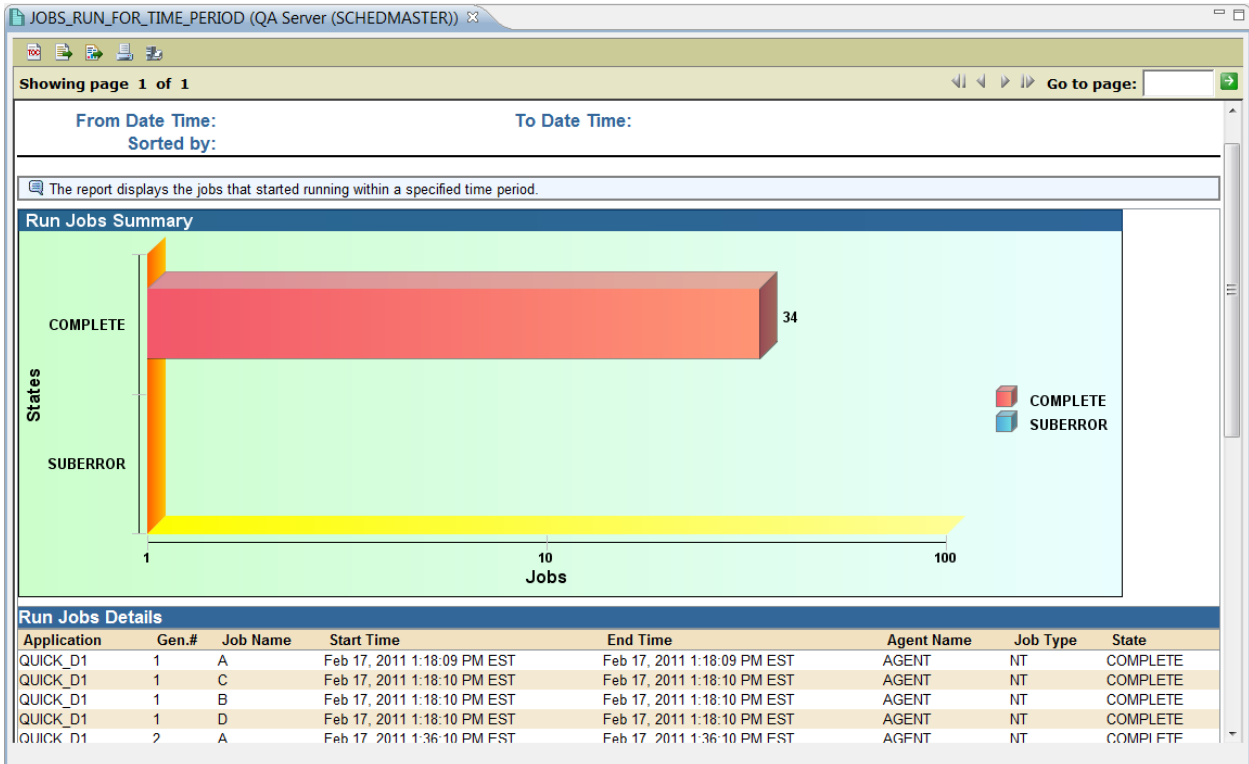 JOBS_RUN_FOR_TIME_PERIOD (QA Server (SCHEDMASTER))
TOC
Showing page 1 of 1
Go to page:
From Date Time: To Date Time:
Sorted by:
The report displays the jobs that started running within a specified time period.
Run Jobs Summary
COMPLETE
34
States
COMPLETE
SUBERROR
SUBERROR
1 10 100
Jobs
Run Jobs Details
Application Gen.# Job Name Start Time End Time Agent Name Job Type State
QUICK_D1 1 A Feb 17, 2011 1:18:09 PM EST Feb 17, 2011 1:18:09 PM EST AGENT NT COMPLETE
QUICK_D1 1 C Feb 17, 2011 1:18:10 PM EST Feb 17, 2011 1:18:10 PM EST AGENT NT COMPLETE
QUICK_D1 1 B Feb 17, 2011 1:18:10 PM EST Feb 17, 2011 1:18:10 PM EST AGENT NT COMPLETE
QUICK_D1 1 D Feb 17, 2011 1:18:10 PM EST Feb 17, 2011 1:18:10 PM EST AGENT NT COMPLETE
QUICK_D1 2 A Feb 17, 2011 1:36:10 PM EST Feb 17, 2011 1:36:10 PM EST AGENT NT COMPLETE